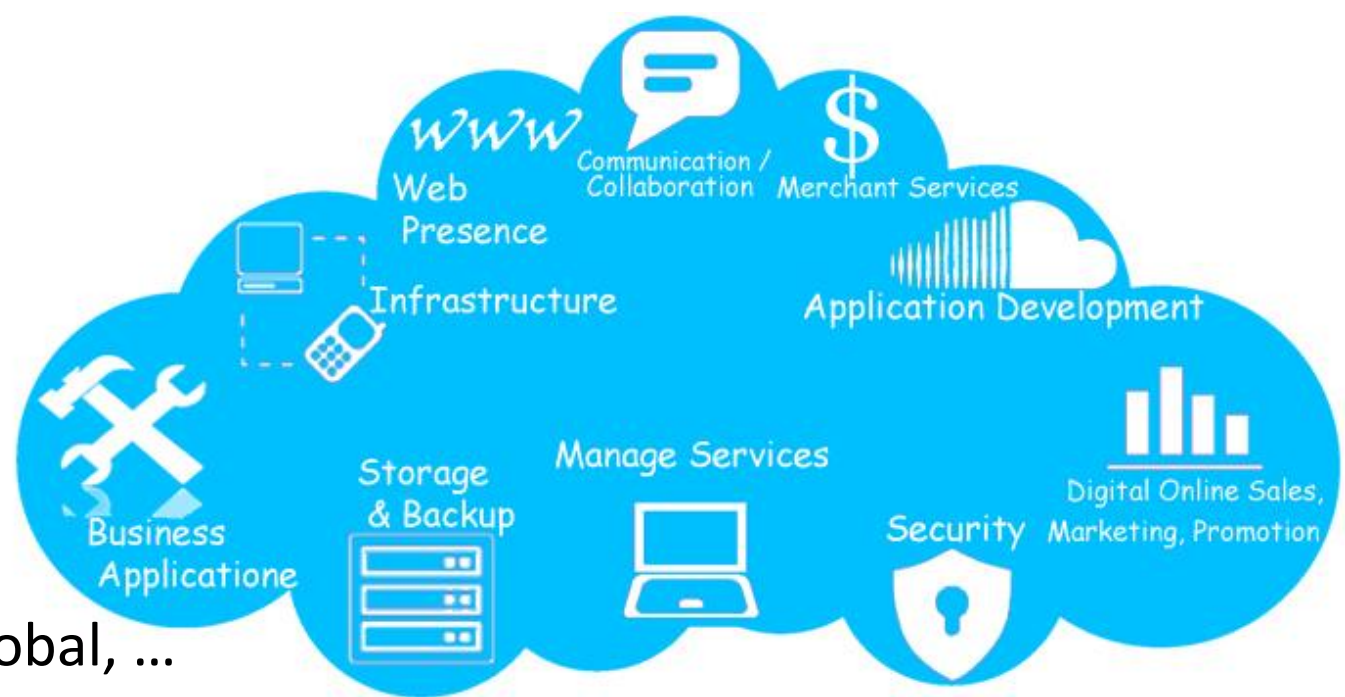 www
Web
Presence
Communication /
Collaboration
$
Merchant Services
Infrastructure
Application Development
Business
Applicatione
Storage
& Backup
Manage Services
Security
Digital Online Sales,
Marketing, Promotion
obal, ...